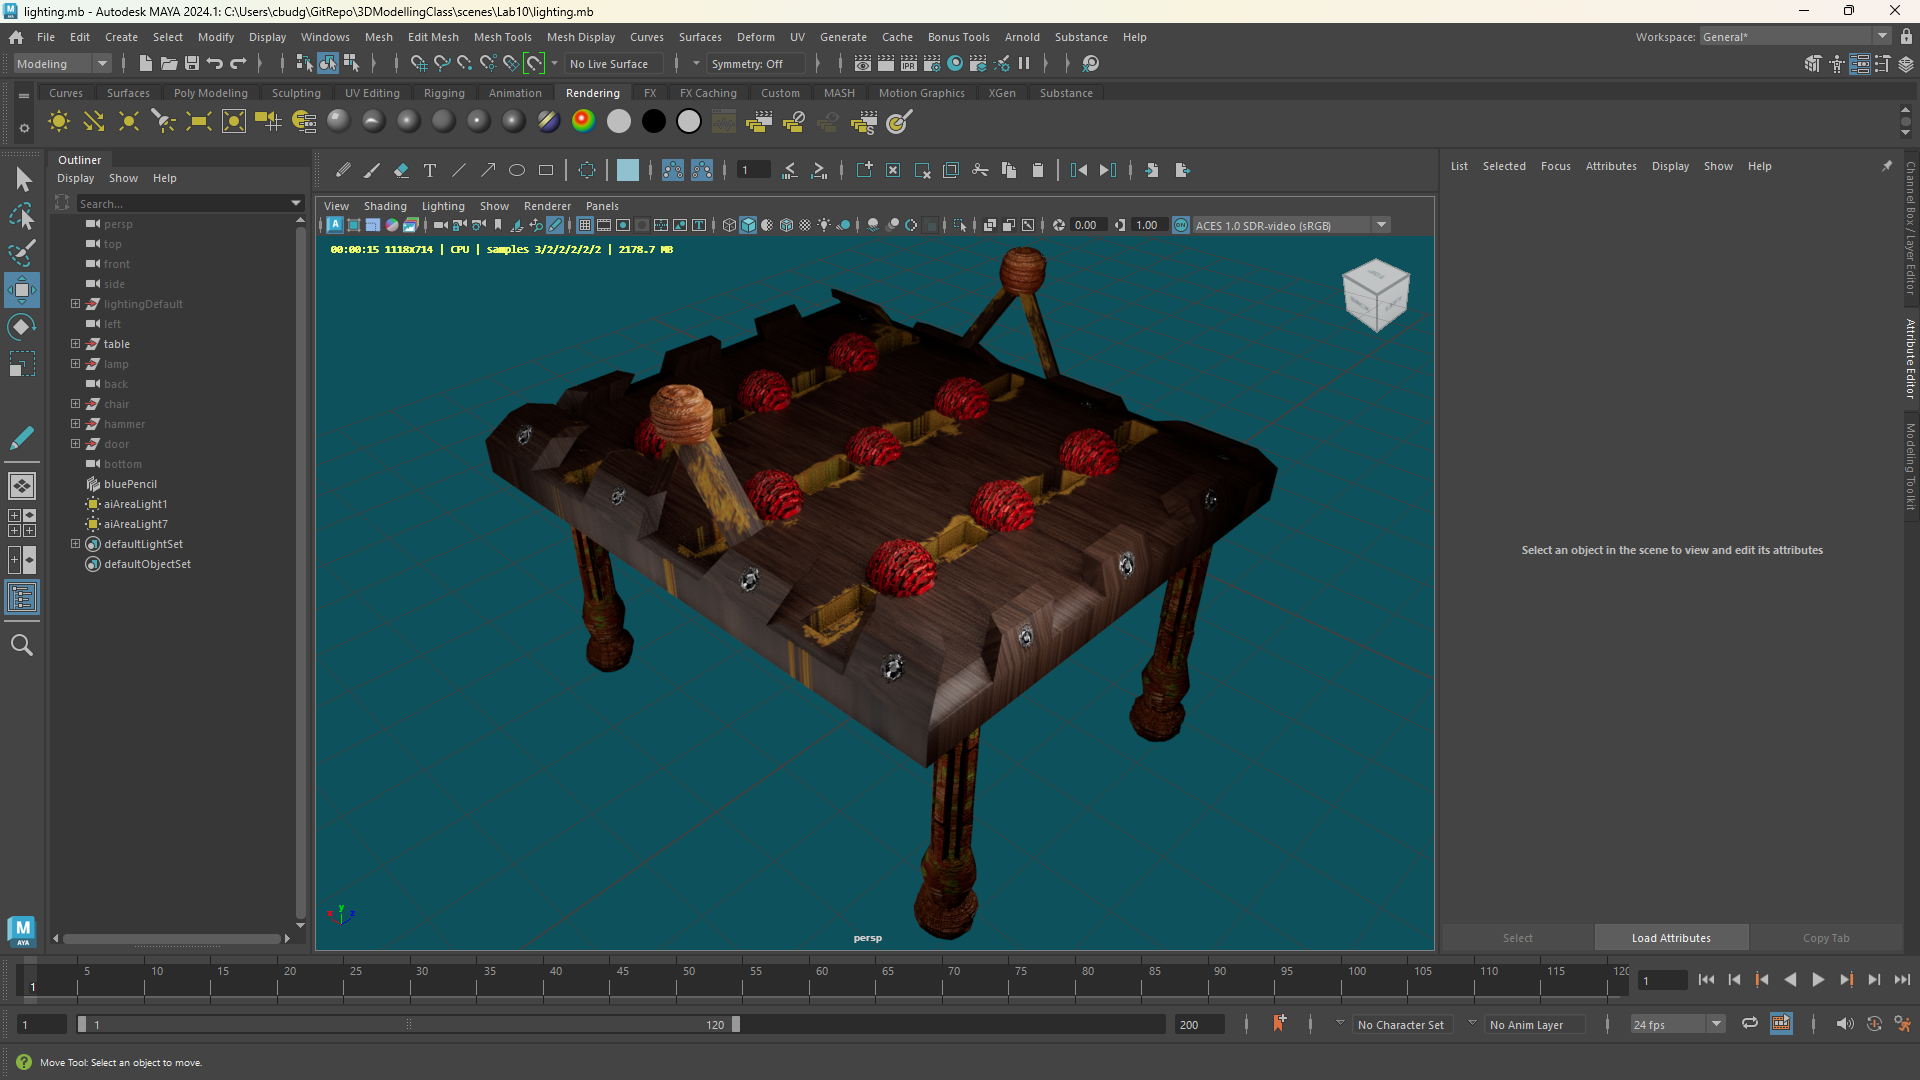 lighting.mb - Autodesk MAYA 2024.1: C:\Users\cbudg\GitRepo\3DModellingClass\scenes\Lab10\lighting.mb
File Edit Create Select Modify Display Windows Mesh Edit Mesh Mesh Tools Mesh Display Curves Surfaces Deform UV Generate Cache Bonus Tools Arnold Substance Help
Workspace: General*
Modeling
No Live Surface
Symmetry: Off
IPR
Curves Surfaces Poly Modeling Sculpting UV Editing Rigging Animation Rendering FX FX Caching Custom MASH Motion Graphics XGen Substance
Outliner
Display Show Help
Search...
persp
top
front
side
lightingDefault
left
table
lamp
back
chair
hammer
door
bottom
bluePencil
aiAreaLight1
aiAreaLight7
defaultLightSet
defaultObjectSet
1
View Shading Lighting Show Renderer Panels
0.00
1.00
ACES 1.0 SDR-video (sRGB)
00:00:15 1118x714 | CPU | samples 3/2/2/2/2/2 | 2178.7 MB
persp
x y z
List Selected Focus Attributes Display Show Help
Select an object in the scene to view and edit its attributes
Select
Load Attributes
Copy Tab
Channel Box / Layer Editor
Attribute Editor
Modeling Toolkit
M
AYA
5 10 15 20 25 30 35 40 45 50 55 60 65 70 75 80 85 90 95 100 105 110 115 120
1
1
1
1
120
200
No Character Set
No Anim Layer
24 fps
Move Tool: Select an object to move.